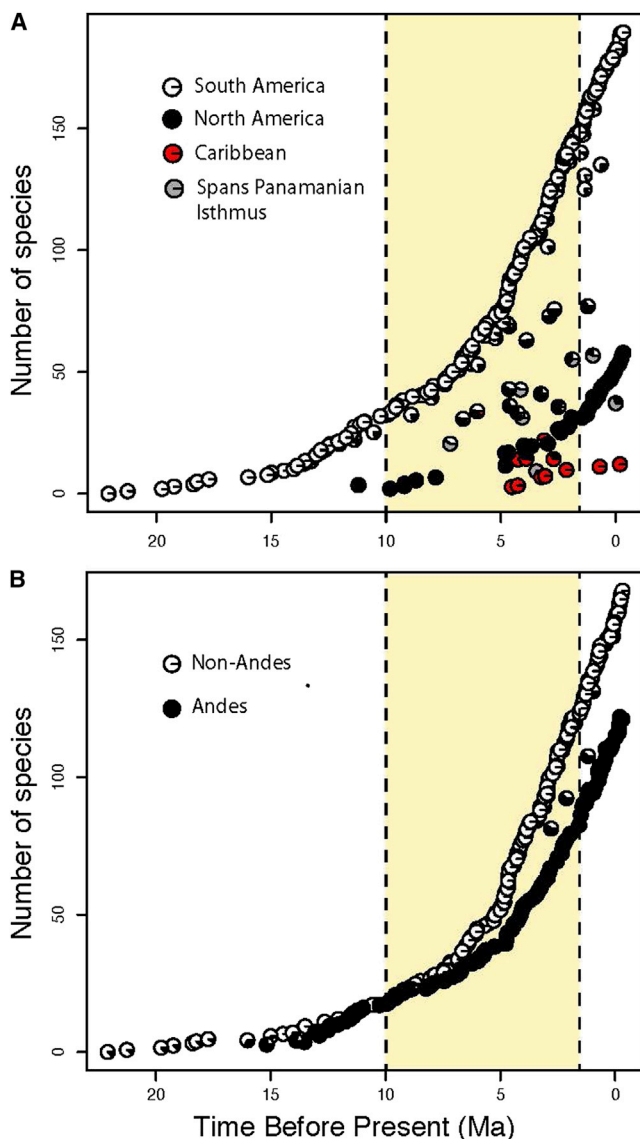 A
South America
North America
Caribbean
Spans Panamanian
Isthmus
Number of species
0
50
100
150
20
15
10
5
0
B
Non-Andes
Andes
Number of species
0
50
100
150
20
15
10
5
0
Time Before Present (Ma)